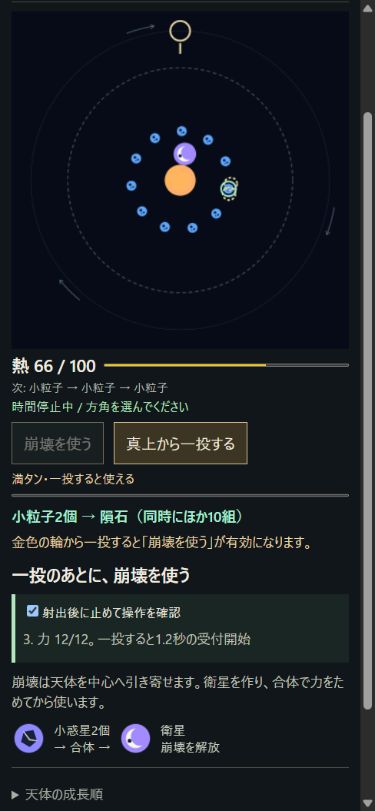 熱 66 / 100
次: 小粒子 → 小粒子 → 小粒子
時間停止中 / 方角を選んでください
崩壊を使う
真上から一投する
満タン・一投すると使える
小粒子2個 → 隕石（同時にほか10組）
金色の輪から一投すると「崩壊を使う」が有効になります。
一投のあとに、崩壊を使う
射出後に止めて操作を確認
3. 力 12/12。一投すると1.2秒の受付開始
崩壊は天体を中心へ引き寄せます。衛星を作り、合体で力をた
めてから使います。
小惑星2個
→ 合体 →
衛星
崩壊を解放
▶ 天体の成長順